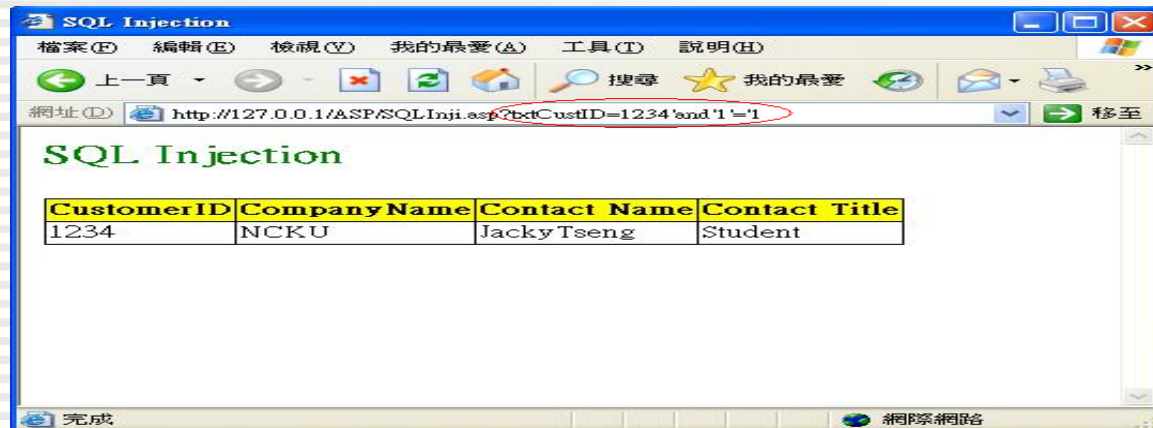 SQL Injection
檔案(F) 編輯(E) 檢視(V) 我的最愛(A) 工具(T) 說明(H)
上一頁 搜尋 我的最愛 »
網址(D) http://127.0.0.1/ASP/SQLInji.asp?txtCustID=1234'and'1'='1 移至
SQL Injection
CustomerID CompanyName Contact Name Contact Title
1234 NCKU JackyTseng Student
完成 網際網路